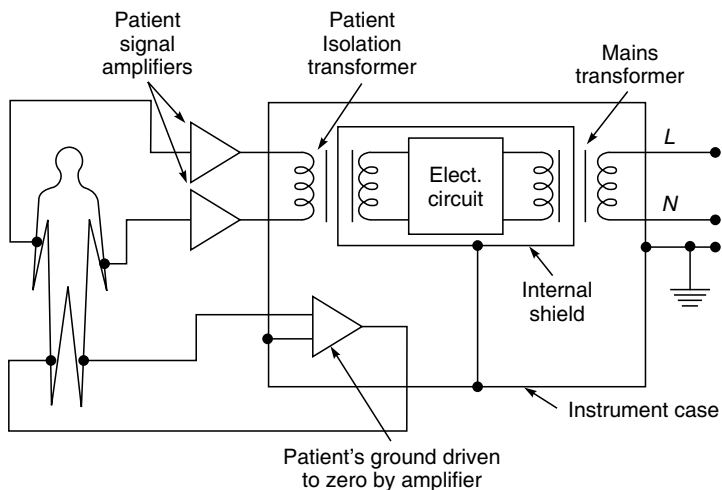 Patient
signal
amplifiers
Patient
Isolation
transformer
Mains
transformer
L
Elect.
circuit
N
Internal
shield
Instrument case
Patient’s ground driven
to zero by amplifier